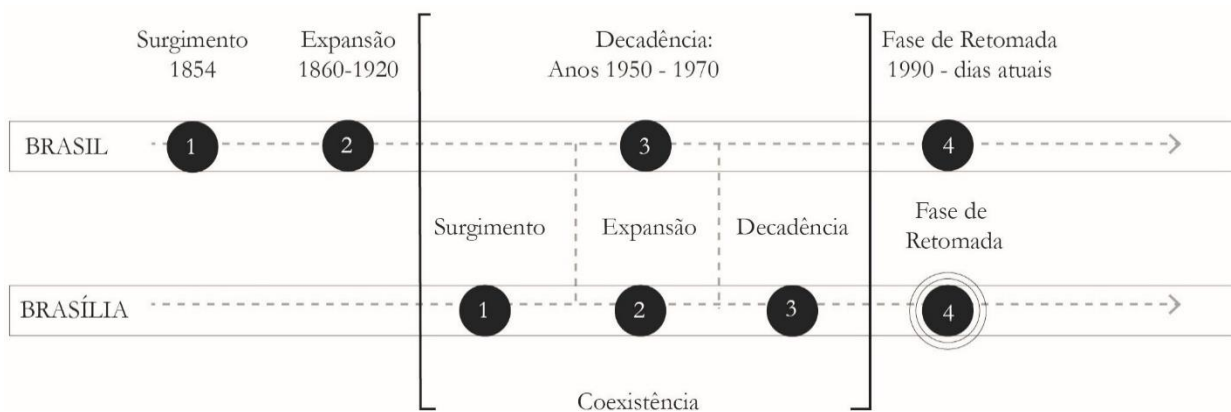 Surgimento
1854
Expansão
1860-1920
Decadência:
Anos 1950 - 1970
Fase de Retomada
1990 - dias atuais
BRASIL
1
2
3
4
Surgimento
Expansão
Decadência
Fase de
Retomada
BRASÍLIA
1
2
3
4
Coexistência